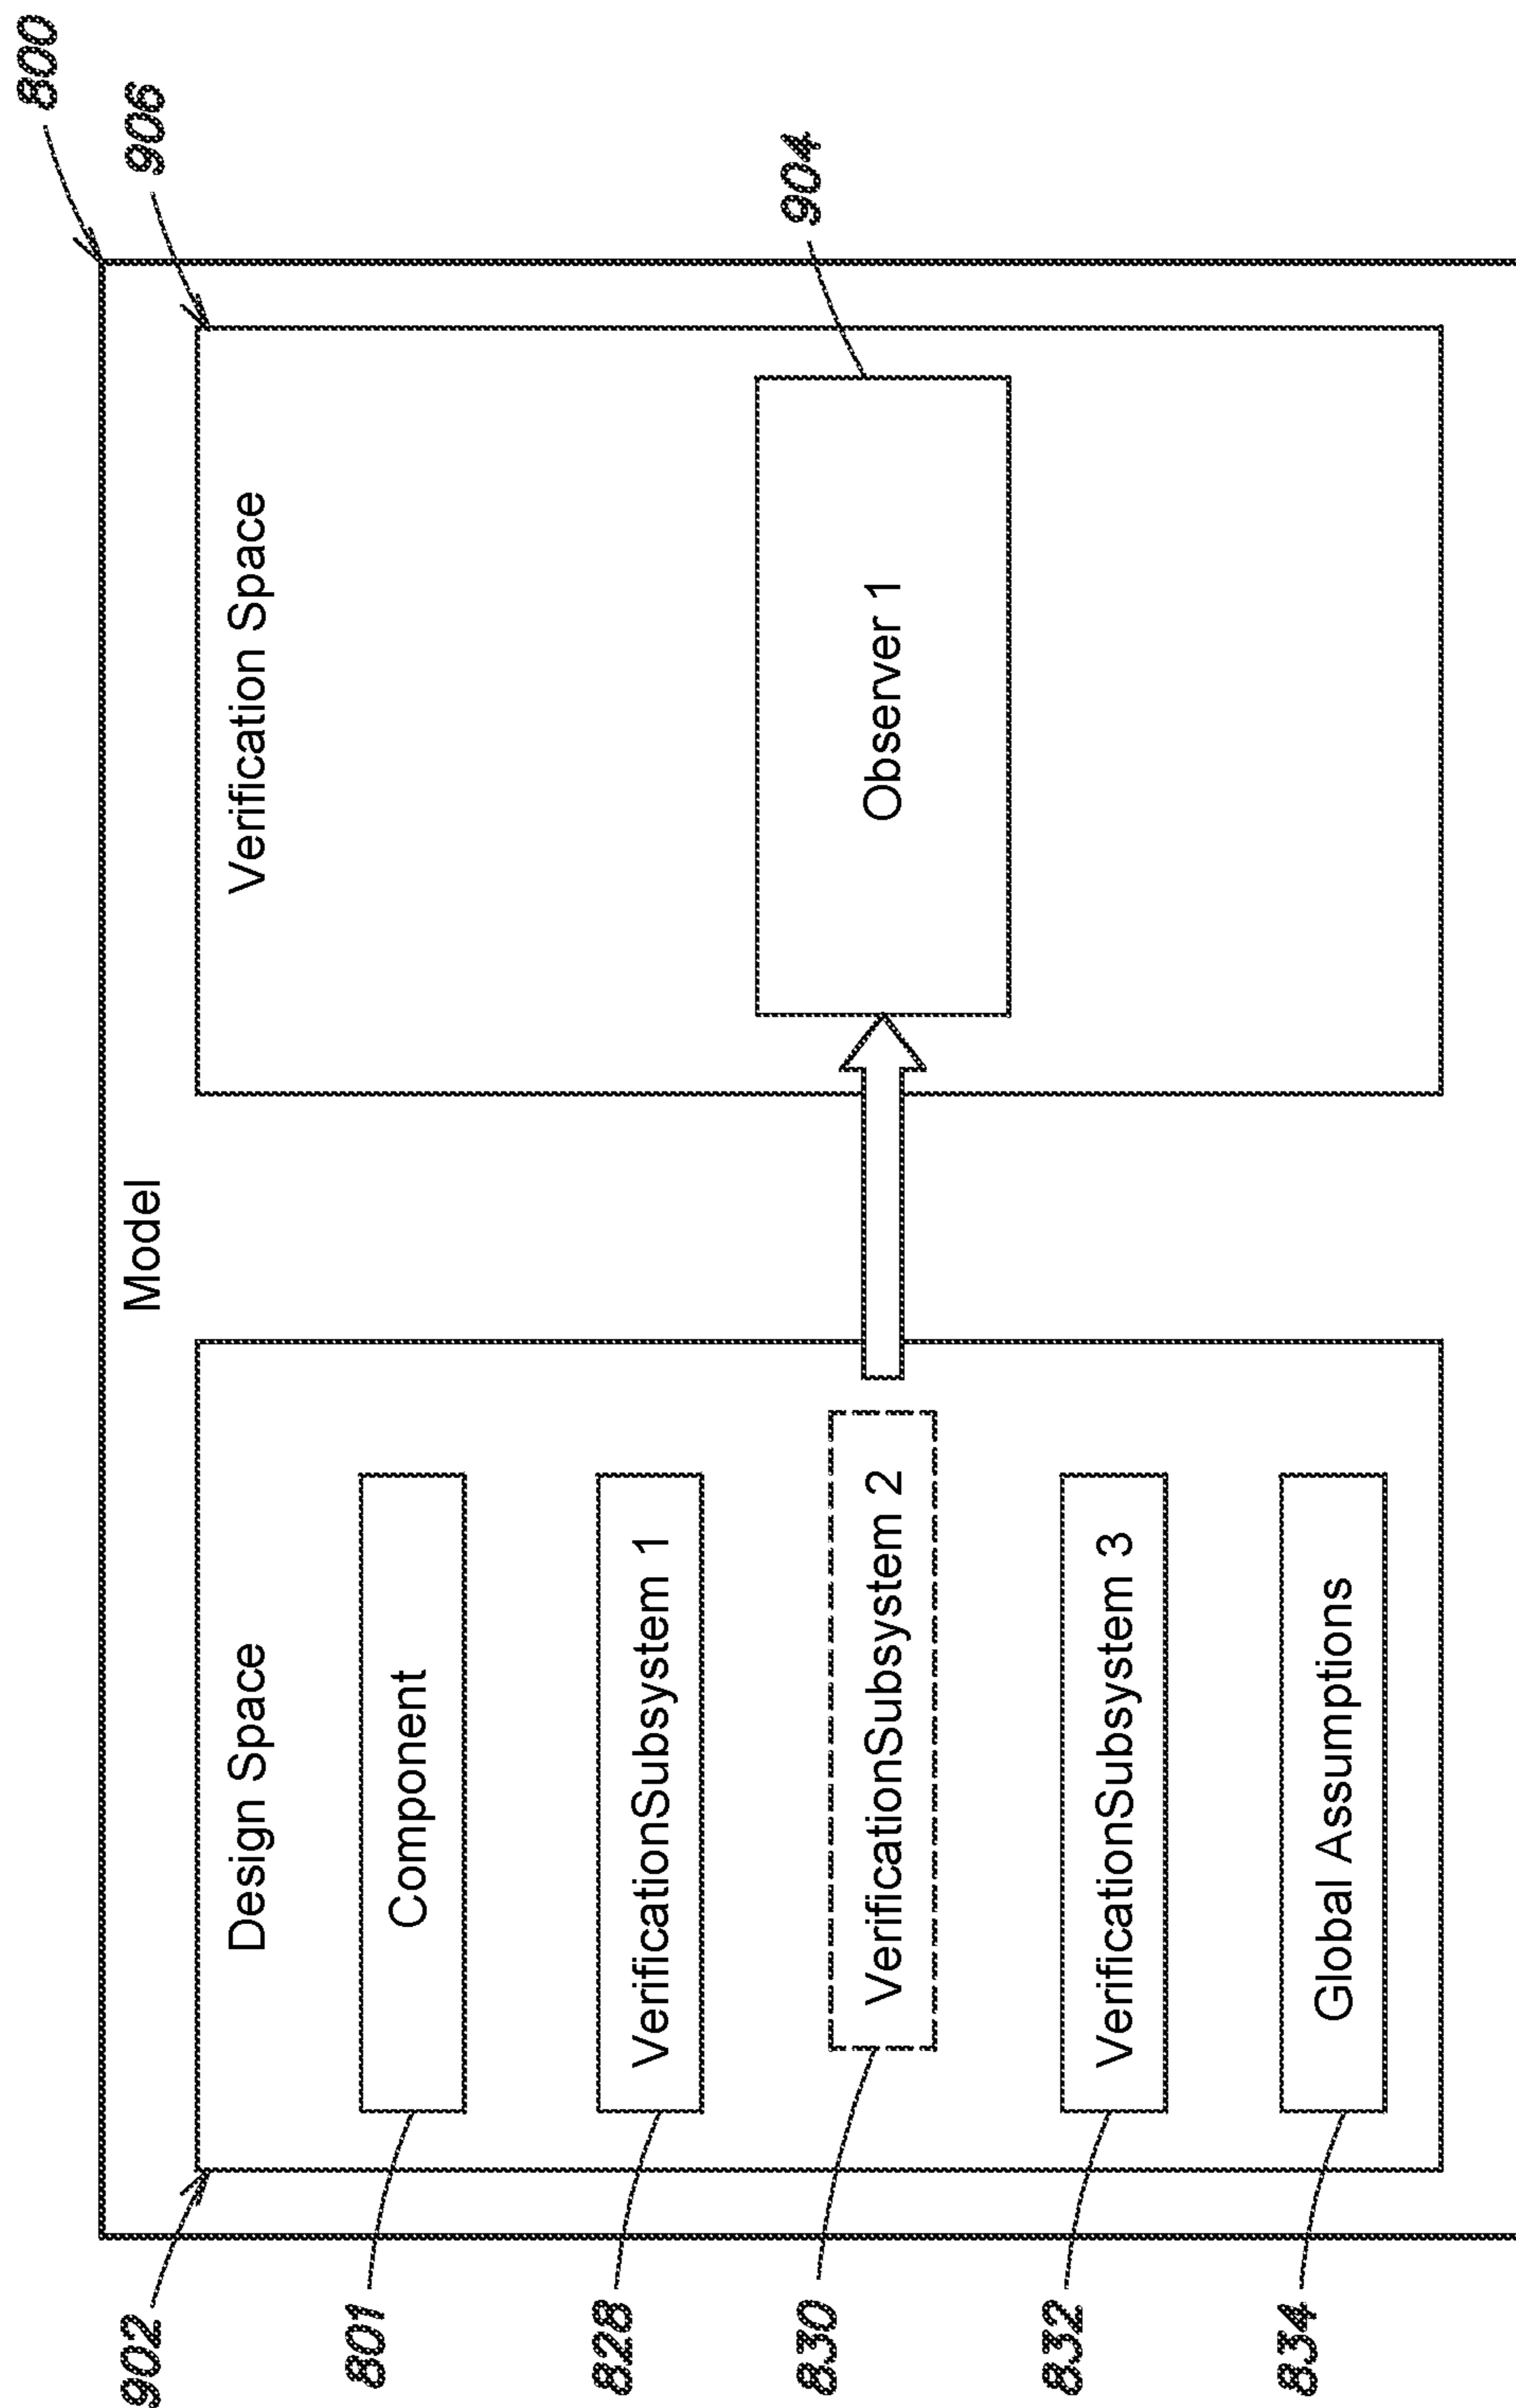 800
Model
906
902
Design Space
Verification Space
801
Component
828
VerificationSubsystem 1
830
VerificationSubsystem 2
Observer 1
904
832
VerificationSubsystem 3
834
Global Assumptions